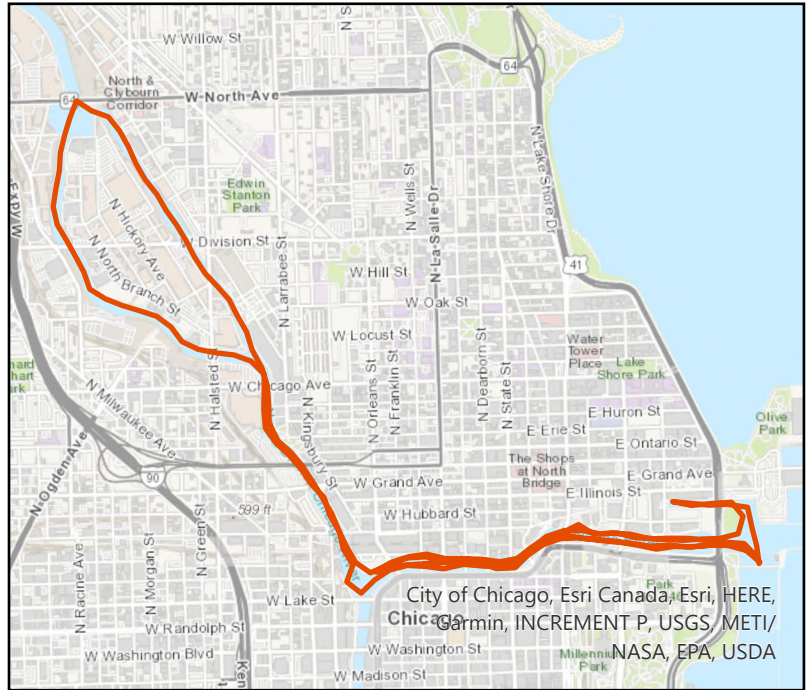 W Willow St
N S
64
North &
Clybourn
Corridor
64
W North Ave
N Lake Shore Dr
N Wells St
N La Salle Dr
Edwin
Stanton
Park
Expy W
N Hickory Ave
W Division St
N Larrabee St
N North Branch St
W Hill St
41
W Oak St
W Locust St
Water
Tower
Place
Lake
Shore Park
N Halsted St
W Chicago Ave
N Orleans St
N Franklin St
N Dearborn St
N State St
N Kingsbury St
N Milwaukee Ave
E Huron St
Olive
Park
E Erie St
E Ontario St
N Ogden Ave
90
W Grand Ave
The Shops
at North
Bridge
E Grand Ave
E Illinois St
599 ft
W Hubbard St
N Green St
N Morgan St
N Racine Ave
W Lake St
Park
Chicago
W Randolph St
W Washington Blvd
W Washington St
Millennium
Park
Ken
W Madison St
City of Chicago, Esri Canada, Esri, HERE,
Garmin, INCREMENT P, USGS, METI/
NASA, EPA, USDA